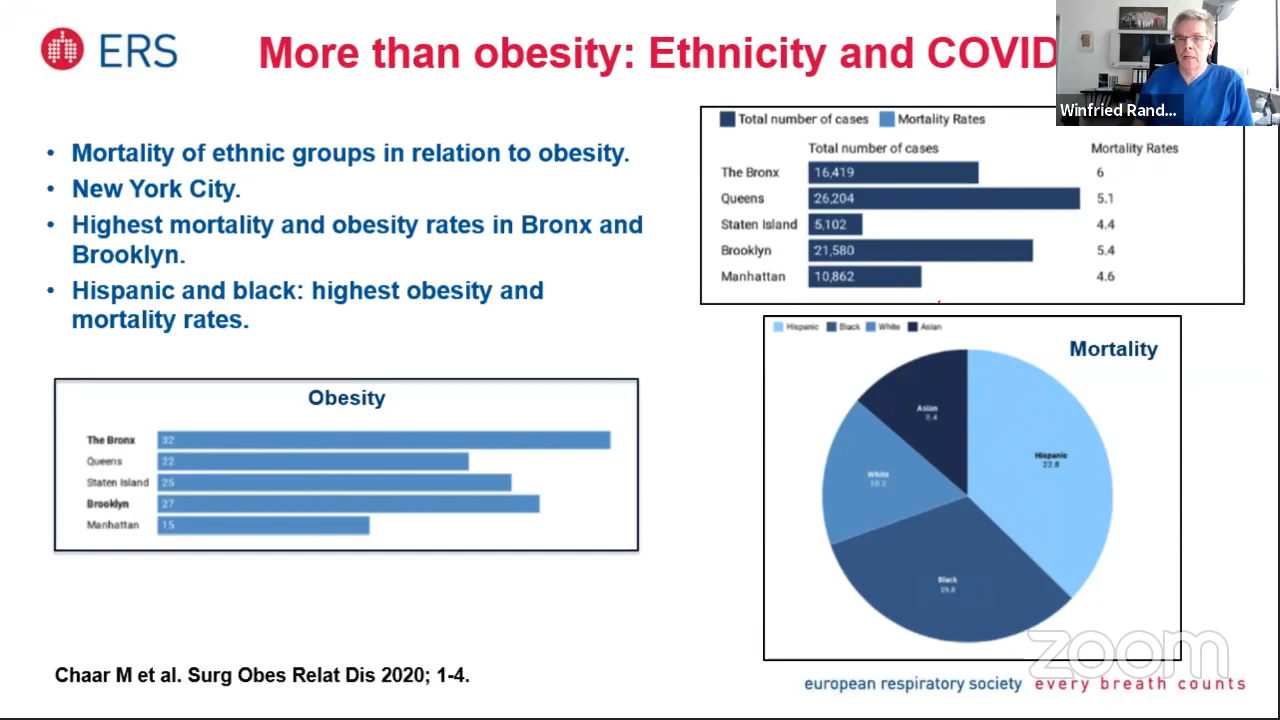 ERS
More than obesity: Ethnicity and COVID
Winfried Rand...
• Mortality of ethnic groups in relation to obesity.
• New York City.
• Highest mortality and obesity rates in Bronx and
Brooklyn.
• Hispanic and black: highest obesity and
mortality rates.
Total number of cases Mortality Rates
Total number of cases Mortality Rates
The Bronx 16,419 6
Queens 26,204 5.1
Staten Island 5,102 4.4
Brooklyn 21,580 5.4
Manhattan 10,862 4.6
Obesity
The Bronx 32
Queens 22
Staten Island 25
Brooklyn 27
Manhattan 15
Hispanic Black White Asian
Mortality
Asian
Hispanic
22.8
White
Black
19.8
Chaar M et al. Surg Obes Relat Dis 2020; 1-4.
zoom
european respiratory society every breath counts